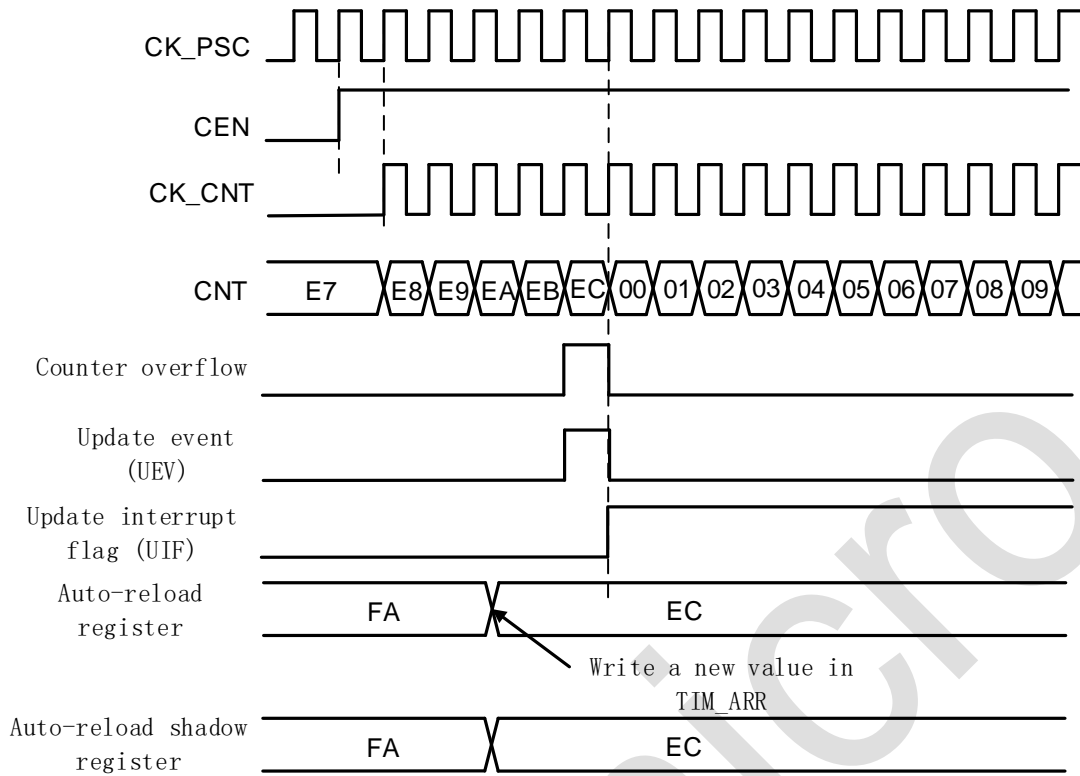 CK_PSC
CEN
CK_CNT
CNT E7 E8 E9 EA EB EC 00 01 02 03 04 05 06 07 08 09
Counter overflow
Update event
(UEV)
Update interrupt
flag (UIF)
Auto-reload
register
FA EC
Write a new value in
TIM_ARR
Auto-reload shadow
register
FA EC
micro